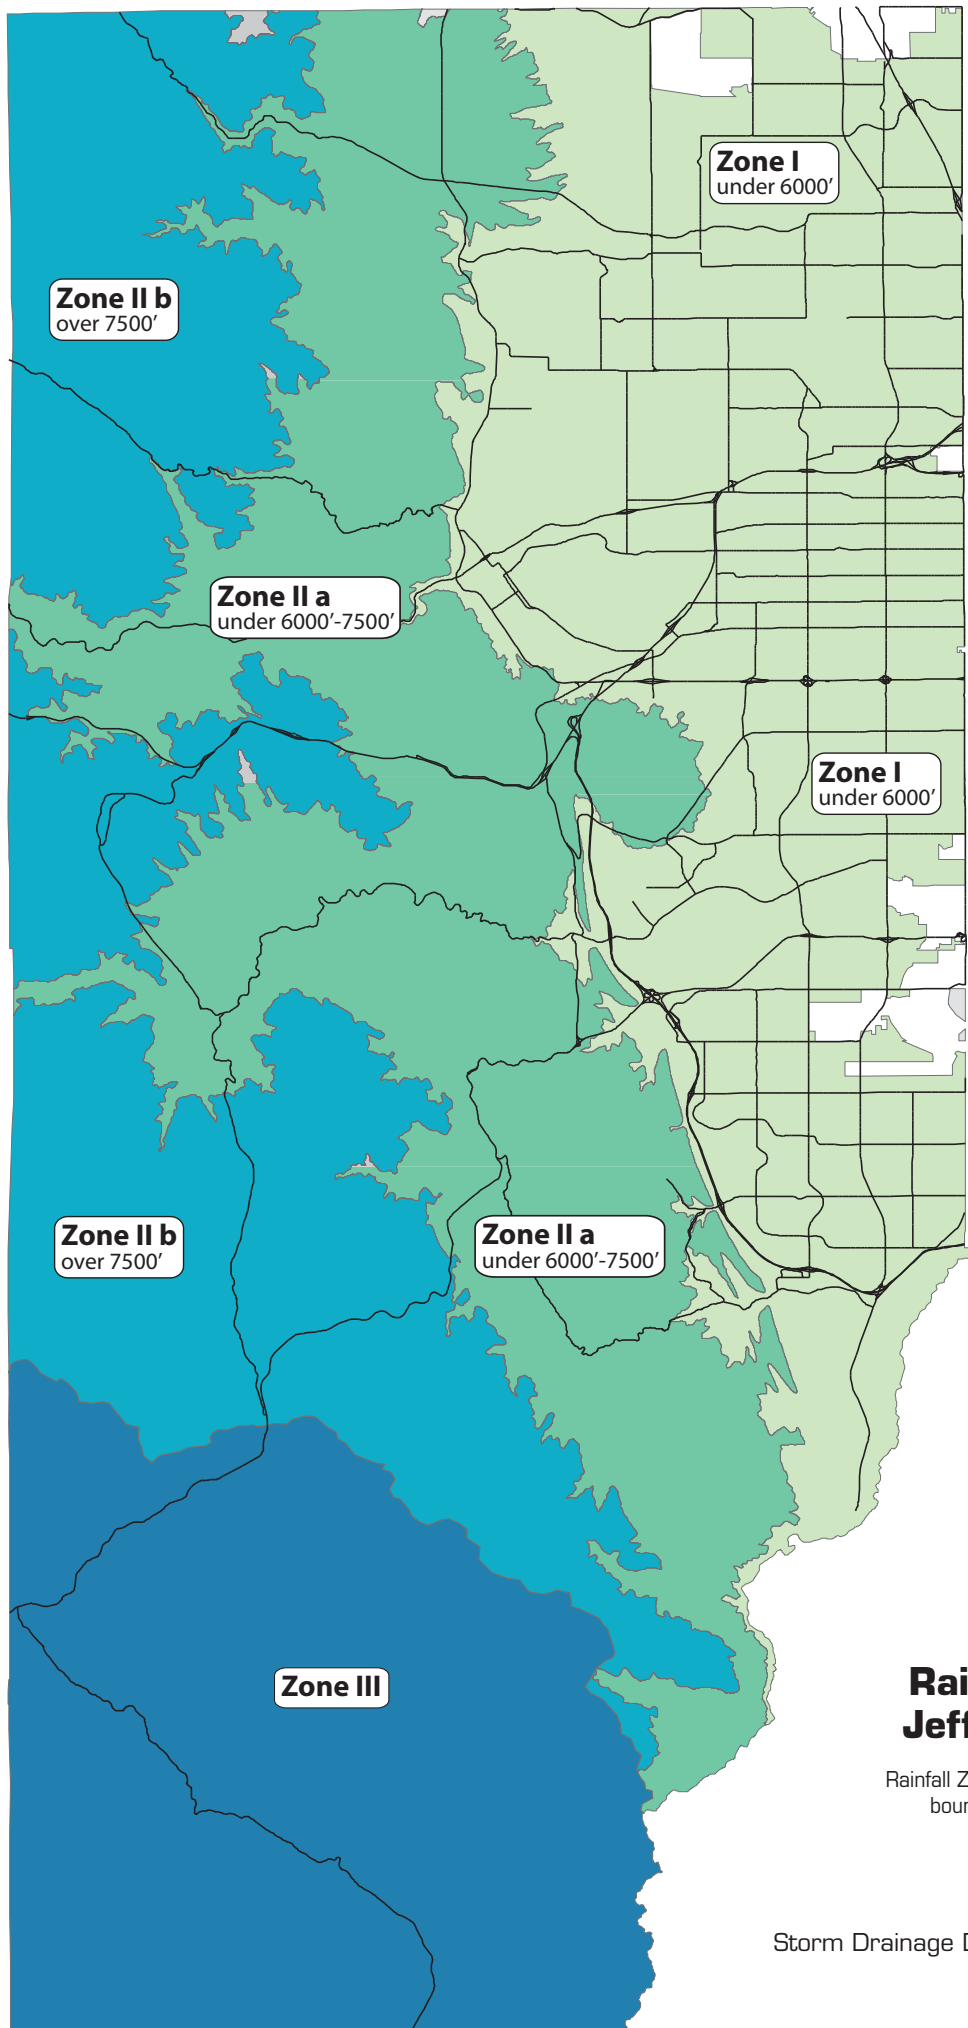 Zone I
under 6000’
Zone II b
over 7500’
Zone II a
under 6000’-7500’
Zone I
under 6000’
Zone II b
over 7500’
Zone II a
under 6000’-7500’
Zone III
Rai
Jeff
Rainfall Z
bour
Storm Drainage D